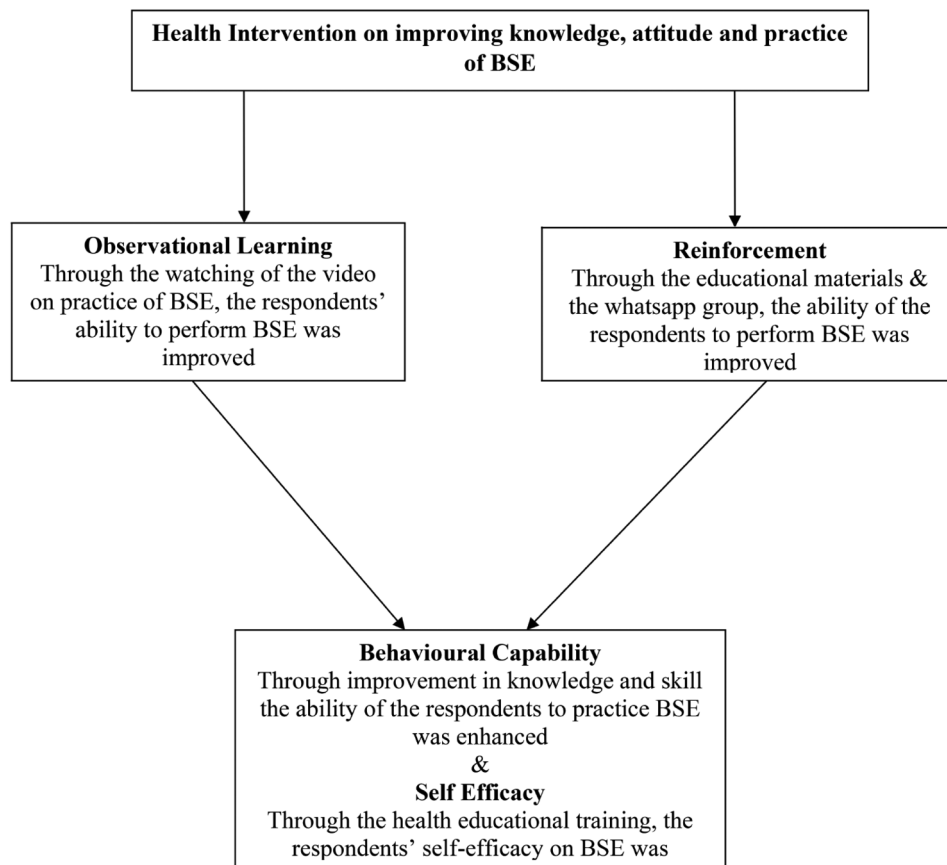 Health Intervention on improving knowledge, attitude and practice
of BSE
Observational Learning
Through the watching of the video
on practice of BSE, the respondents’
ability to perform BSE was
improved
Reinforcement
Through the educational materials &
the whatsapp group, the ability of the
respondents to perform BSE was
improved
Behavioural Capability
Through improvement in knowledge and skill
the ability of the respondents to practice BSE
was enhanced
&
Self Efficacy
Through the health educational training, the
respondents’ self-efficacy on BSE was